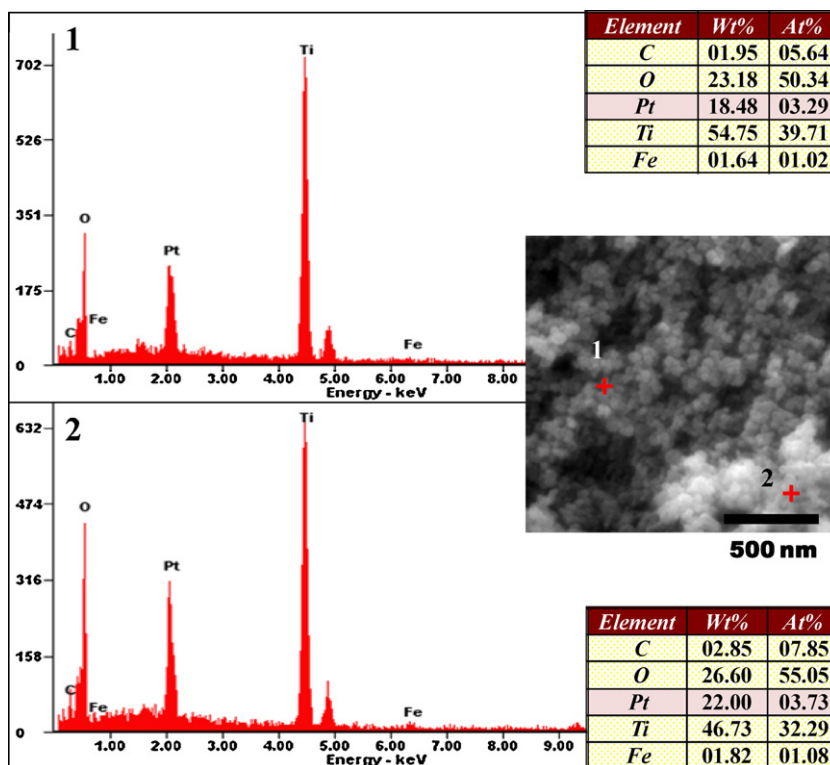 1
Element Wt% At%
C 01.95 05.64
O 23.18 50.34
Pt 18.48 03.29
Ti 54.75 39.71
Fe 01.64 01.02
702
526
351
175
0
Ti
O
Pt
C
Fe
Fe
1.00 2.00 3.00 4.00 5.00 6.00 7.00 8.00
Energy - keV
1
2
500 nm
2
632
474
316
158
0
Ti
O
Pt
C
Fe
Fe
1.00 2.00 3.00 4.00 5.00 6.00 7.00 8.00 9.00
Energy - keV
Element Wt% At%
C 02.85 07.85
O 26.60 55.05
Pt 22.00 03.73
Ti 46.73 32.29
Fe 01.82 01.08